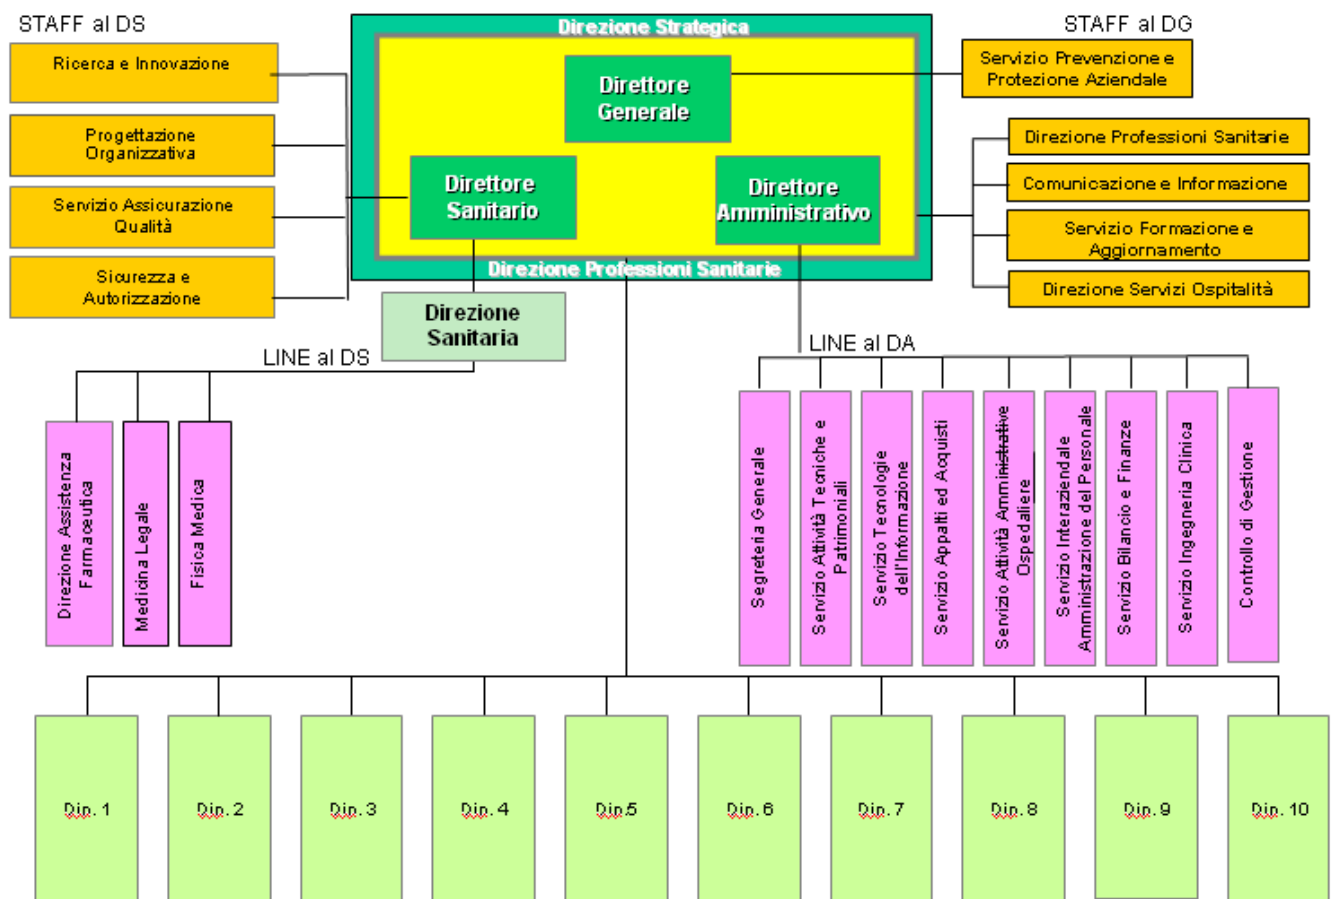 STAFF al DS
Direzione Strategica
STAFF al DG
Ricerca e Innovazione
Progettazione
Organizzativa
Servizio Assicurazione
Qualità
Sicurezza e
Autorizzazione
Direttore
Generale
Direttore
Sanitario
Direttore
Amministrativo
Direzione Professioni Sanitarie
Servizio Prevenzione e
Protezione Aziendale
Direzione Professioni Sanitarie
Comunicazione e Informazione
Servizio Formazione e
Aggiornamento
Direzione Servizi Ospitalità
Direzione
Sanitaria
LINE al DS
LINE al DA
Direzione Assistenza
Farmaceutica
Medicina Legale
Fisica Medica
Segreteria Generale
Servizio Attività Tecniche e
Patrimoniali
Servizio Tecnologie
dell'Informazione
Servizio Appalti ed Acquisti
Servizio Attività Amministrative
Ospedaliere
Servizio Interaziendale
Amministrazione del Personale
Servizio Bilancio e Finanze
Servizio Ingegneria Clinica
Controllo di Gestione
Dip. 1
Dip. 2
Dip. 3
Dip. 4
Dip.5
Dip. 6
Dip. 7
Dip. 8
Dip. 9
Dip. 10